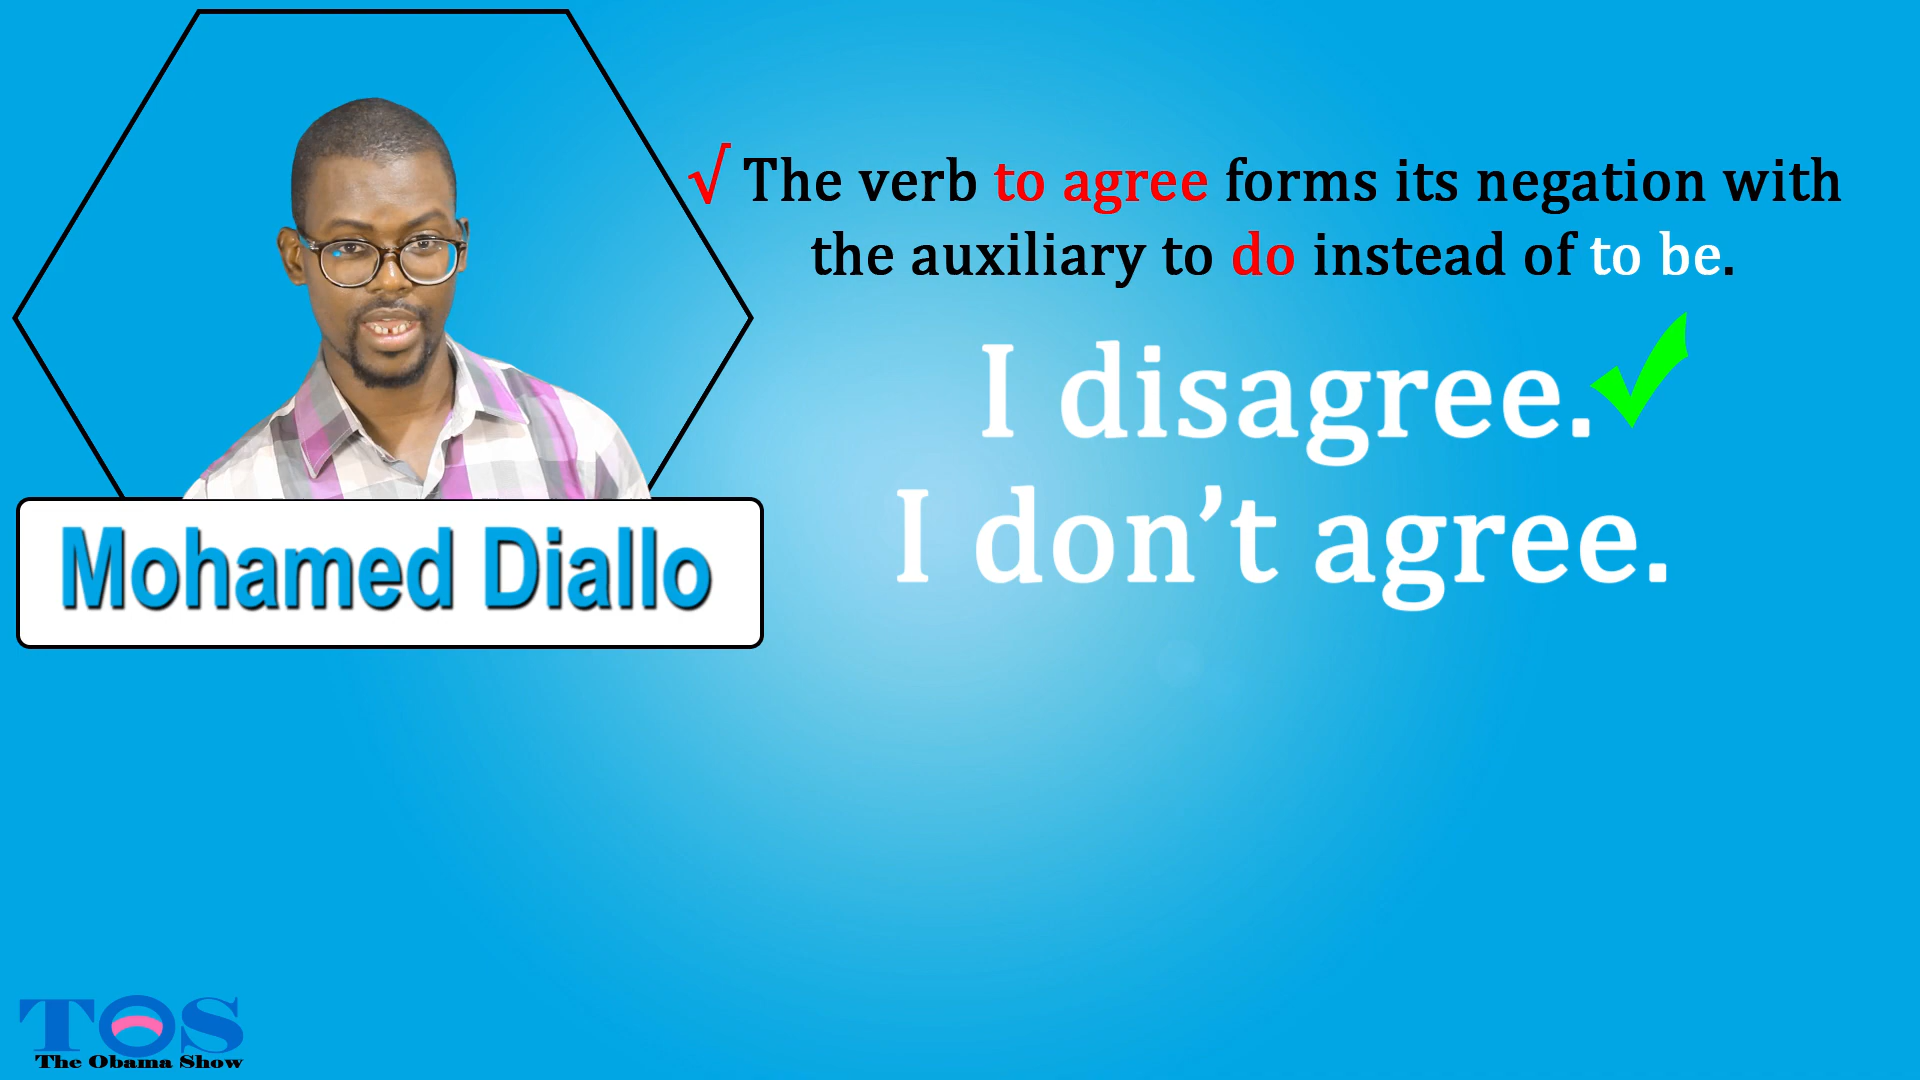 √ The verb to agree forms its negation with
the auxiliary to do instead of to be.
I disagree.
I don’t agree.
Mohamed Diallo
TOS
The Obama Show